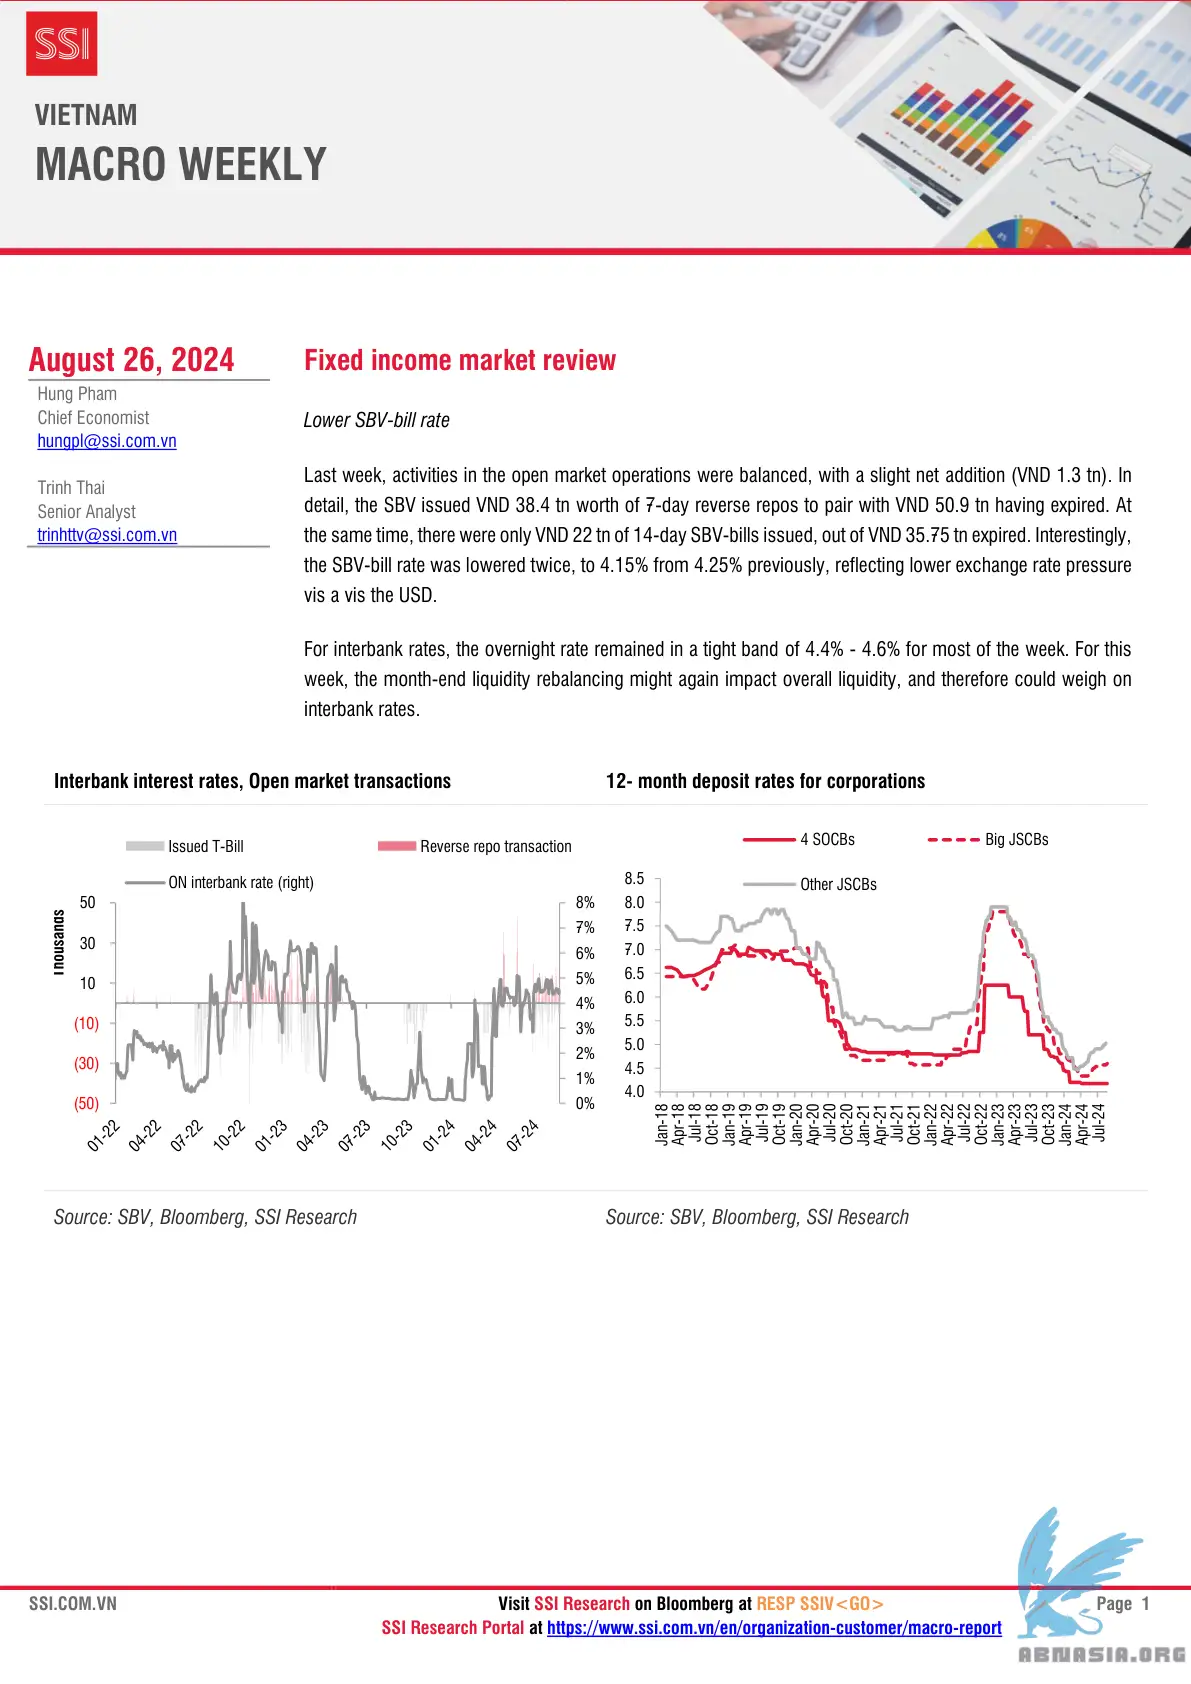 SSI
VIETNAM
MACRO WEEKLY
August 26, 2024
Hung Pham
Chief Economist
hungpl@ssi.com.vn
Trinh Thai
Senior Analyst
trinhttv@ssi.com.vn
Fixed income market review
Lower SBV-bill rate
Last week, activities in the open market operations were balanced, with a slight net addition (VND 1.3 tn). In
detail, the SBV issued VND 38.4 tn worth of 7-day reverse repos to pair with VND 50.9 tn having expired. At
the same time, there were only VND 22 tn of 14-day SBV-bills issued, out of VND 35.75 tn expired. Interestingly,
the SBV-bill rate was lowered twice, to 4.15% from 4.25% previously, reflecting lower exchange rate pressure
vis a vis the USD.
For interbank rates, the overnight rate remained in a tight band of 4.4% - 4.6% for most of the week. For this
week, the month-end liquidity rebalancing might again impact overall liquidity, and therefore could weigh on
interbank rates.
Interbank interest rates, Open market transactions
Issued T-Bill
Reverse repo transaction
ON interbank rate (right)
Thousands
50
30
10
(10)
(30)
(50)
8%
7%
6%
5%
4%
3%
2%
1%
0%
01-22
04-22
07-22
10-22
01-23
04-23
07-23
10-23
01-24
04-24
07-24
Source: SBV, Bloomberg, SSI Research
12- month deposit rates for corporations
4 SOCBs
Big JSCBs
Other JSCBs
8.5
8.0
7.5
7.0
6.5
6.0
5.5
5.0
4.5
4.0
Jan-18
Apr-18
Jul-18
Oct-18
Jan-19
Apr-19
Jul-19
Oct-19
Jan-20
Apr-20
Jul-20
Oct-20
Jan-21
Apr-21
Jul-21
Oct-21
Jan-22
Apr-22
Jul-22
Oct-22
Jan-23
Apr-23
Jul-23
Oct-23
Jan-24
Apr-24
Jul-24
Source: SBV, Bloomberg, SSI Research
SSI.COM.VN
Visit SSI Research on Bloomberg at RESP SSIV<GO>
SSI Research Portal at https://www.ssi.com.vn/en/organization-customer/macro-report
Page 1
ABNASIA.ORG